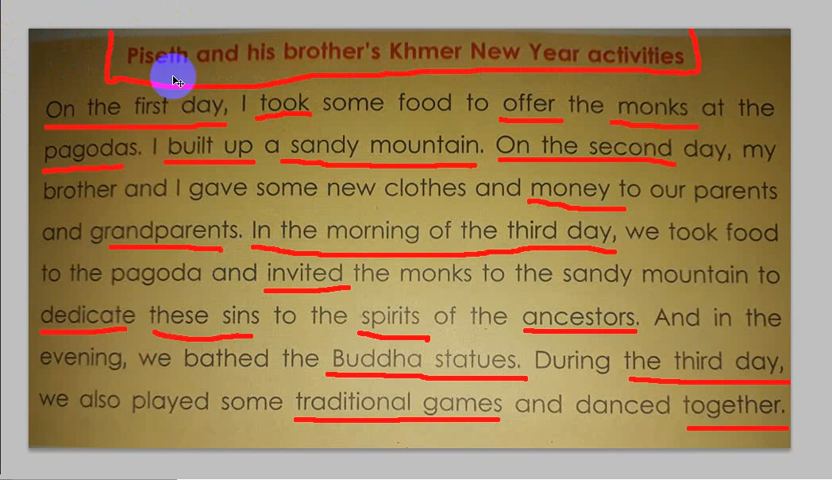 Piseth and his brother's Khmer New Year activities
On the first day, I took some food to offer the monks at the
pagodas. I built up a sandy mountain. On the second day, my
brother and I gave some new clothes and money to our parents
and grandparents. In the morning of the third day, we took food
to the pagoda and invited the monks to the sandy mountain to
dedicate these sins to the spirits of the ancestors. And in the
evening, we bathed the Buddha statues. During the third day,
we also played some traditional games and danced together.